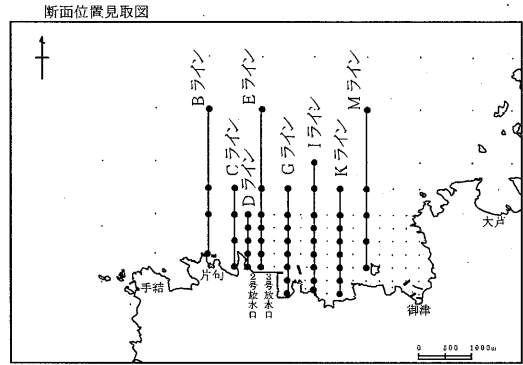 断面位置見取図
Bライン
Cライン
Dライン
Eライン
Gライン
Iライン
Kライン
Mライン
大芦
片句
手結
2号放水口
3号放水口
御津
0 500 1000m